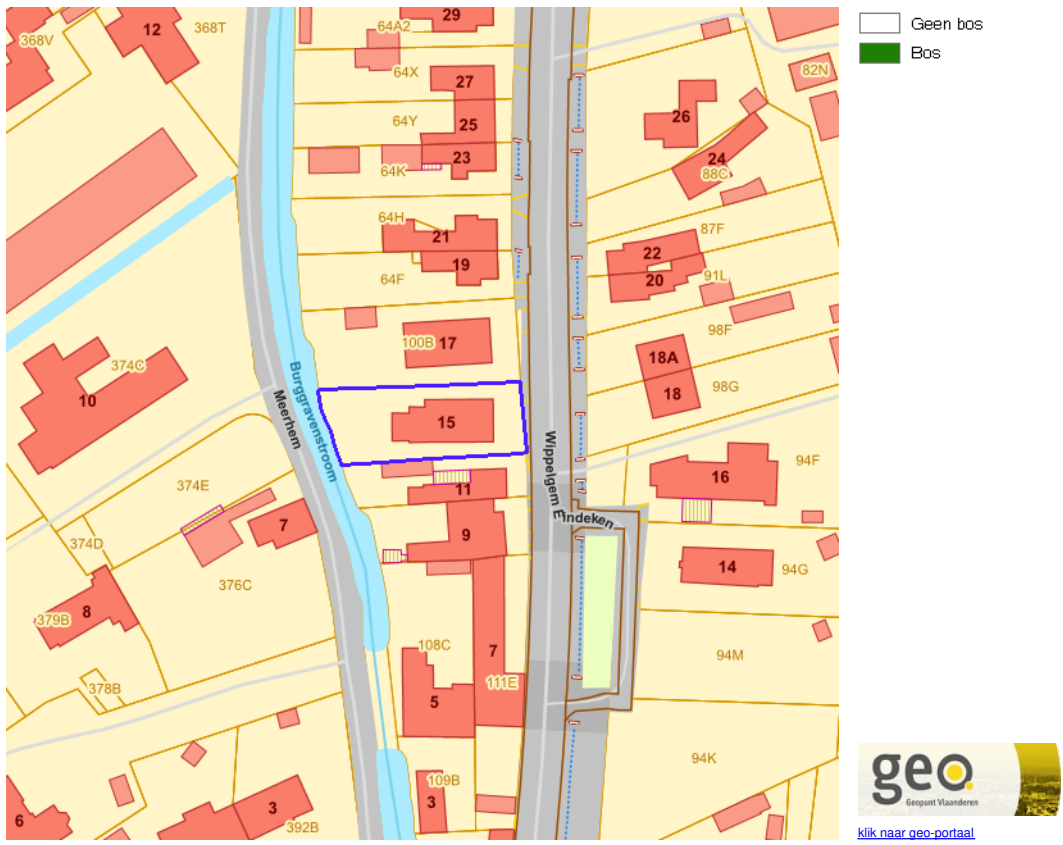 368V
12
368T
64A2
29
64X
27
64Y
25
23
64K
64H
21
64F
19
100B
17
15
11
9
7
108C
111E
5
109B
3
26
24
88C
82N
87F
22
20
91L
98F
18A
18
98G
16
94F
14
94G
94M
94K
10
374C
374E
374D
7
376C
379B
8
378B
6
3
392B
Burggravenstroom
Meerhem
Wippelgem E
indeken
Geen bos
Bos
geo
Geopunt Vlaanderen
klik naar geo-portaal